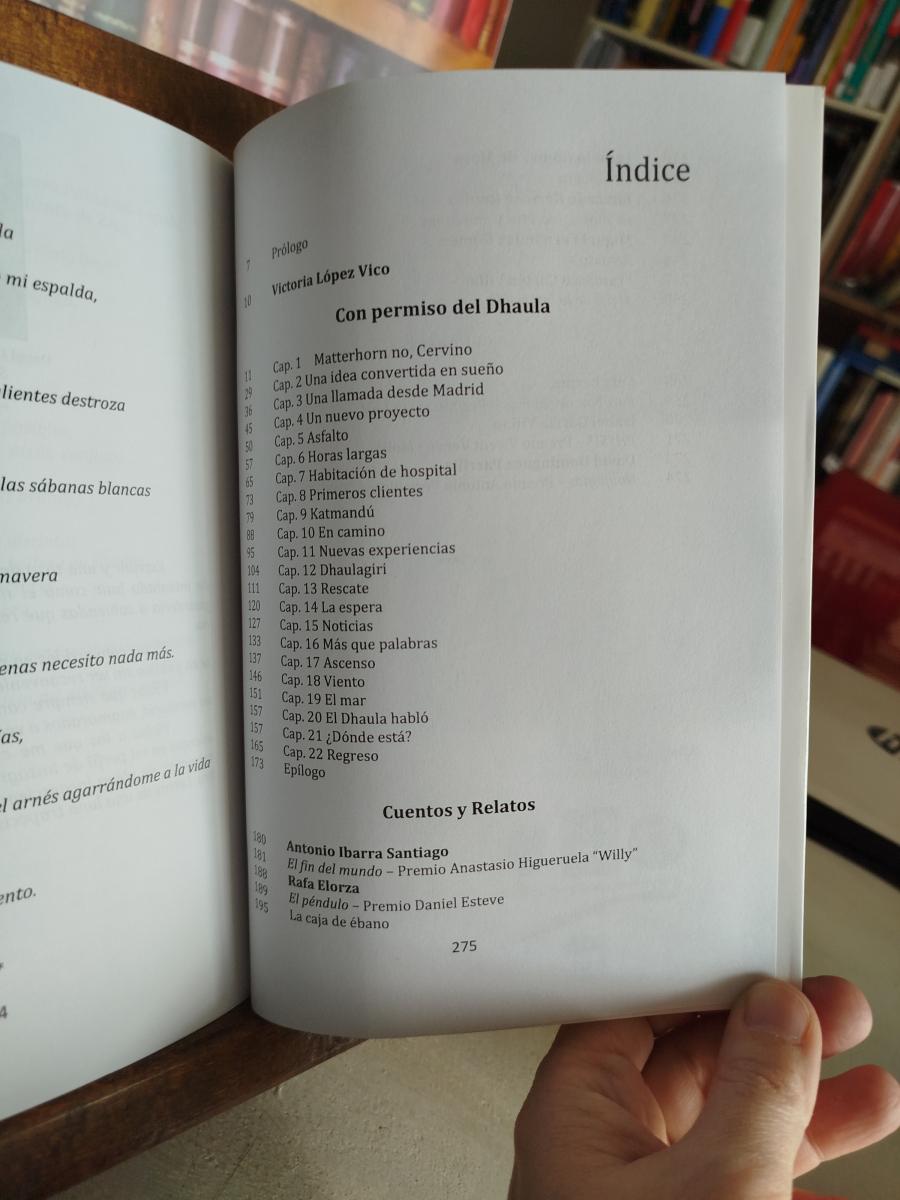 la
mi espalda,
lientes destroza
las sábanas blancas
mavera
enas necesito nada más.
ías,
el arnés agarrándome a la vida
ento.
4
Índice
7 Prólogo
10 Victoria López Vico
Con permiso del Dhaula
11 Cap. 1 Matterhorn no, Cervino
29 Cap. 2 Una idea convertida en sueño
36 Cap. 3 Una llamada desde Madrid
45 Cap. 4 Un nuevo proyecto
50 Cap. 5 Asfalto
57 Cap. 6 Horas largas
65 Cap. 7 Habitación de hospital
73 Cap. 8 Primeros clientes
79 Cap. 9 Katmandú
88 Cap. 10 En camino
95 Cap. 11 Nuevas experiencias
104 Cap. 12 Dhaulagiri
111 Cap. 13 Rescate
120 Cap. 14 La espera
127 Cap. 15 Noticias
133 Cap. 16 Más que palabras
137 Cap. 17 Ascenso
146 Cap. 18 Viento
151 Cap. 19 El mar
157 Cap. 20 El Dhaula habló
157 Cap. 21 ¿Dónde está?
165 Cap. 22 Regreso
173 Epílogo
Cuentos y Relatos
180 Antonio Ibarra Santiago
181 El fin del mundo – Premio Anastasio Higueruela “Willy”
188 Rafa Elorza
189 El péndulo – Premio Daniel Esteve
195 La caja de ébano
275